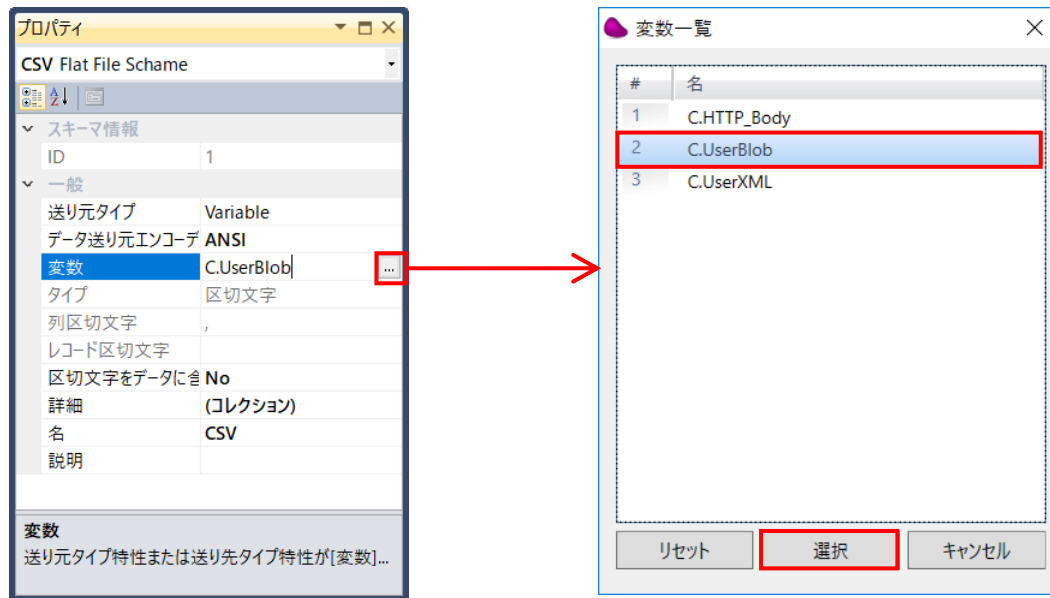 プロパティ
CSV Flat File Schame
スキーマ情報
ID 1
一般
送り元タイプ Variable
データ送り元エンコーデ ANSI
変数 C.UserBlob ...
タイプ 区切文字
列区切文字 ,
レコード区切文字
区切文字をデータに含 No
詳細 (コレクション)
名 CSV
説明
変数
送り元タイプ特性または送り先タイプ特性が[変数]...
変数一覧
# 名
1 C.HTTP_Body
2 C.UserBlob
3 C.UserXML
リセット 選択 キャンセル